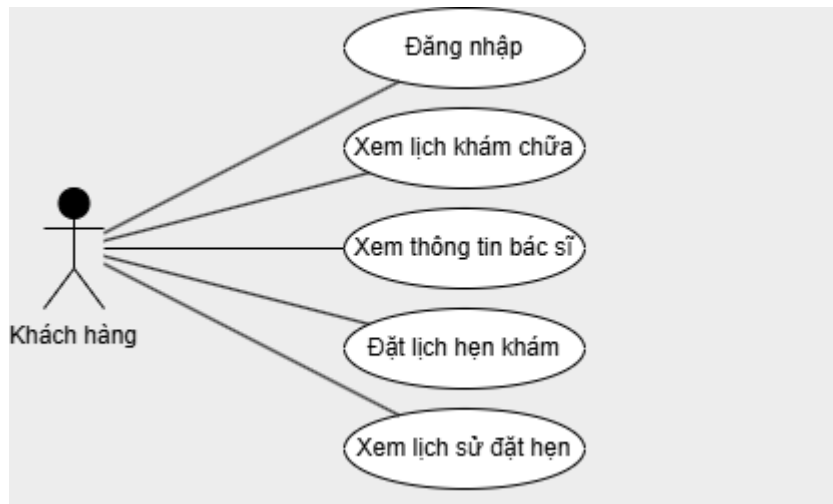 Đăng nhập
Xem lịch khám chữa
Xem thông tin bác sĩ
Khách hàng
Đặt lịch hẹn khám
Xem lịch sử đặt hẹn